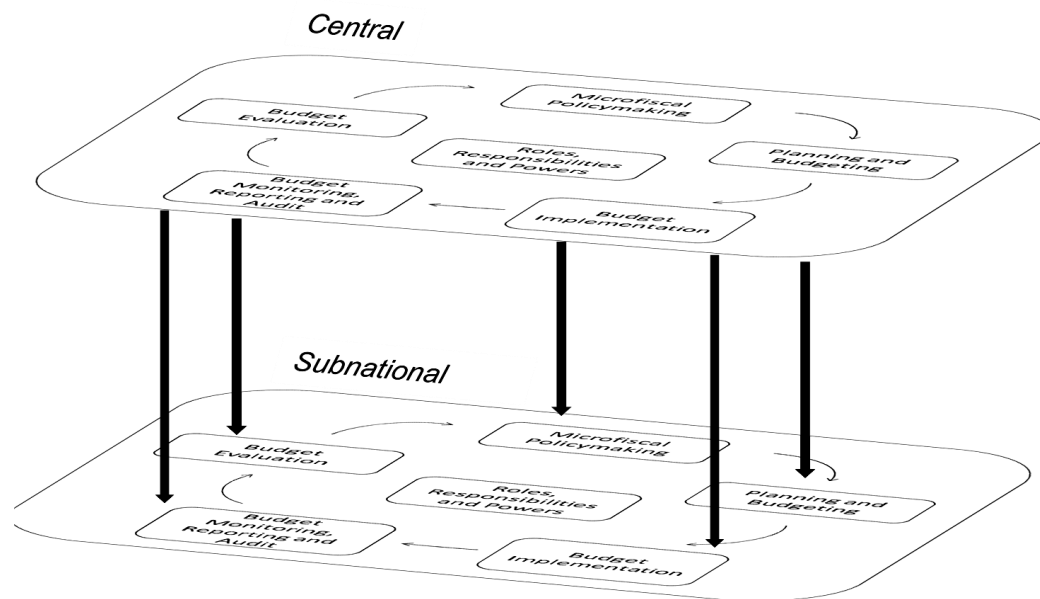 Central
Microfiscal
Policymaking
Budget
Evaluation
Roles,
Responsibilities
and Powers
Planning and
Budgeting
Budget
Monitoring,
Reporting and
Audit
Budget
Implementation
Subnational
Microfiscal
Policymaking
Budget
Evaluation
Roles,
Responsibilities
and Powers
Planning and
Budgeting
Budget
Monitoring,
Reporting and
Audit
Budget
Implementation